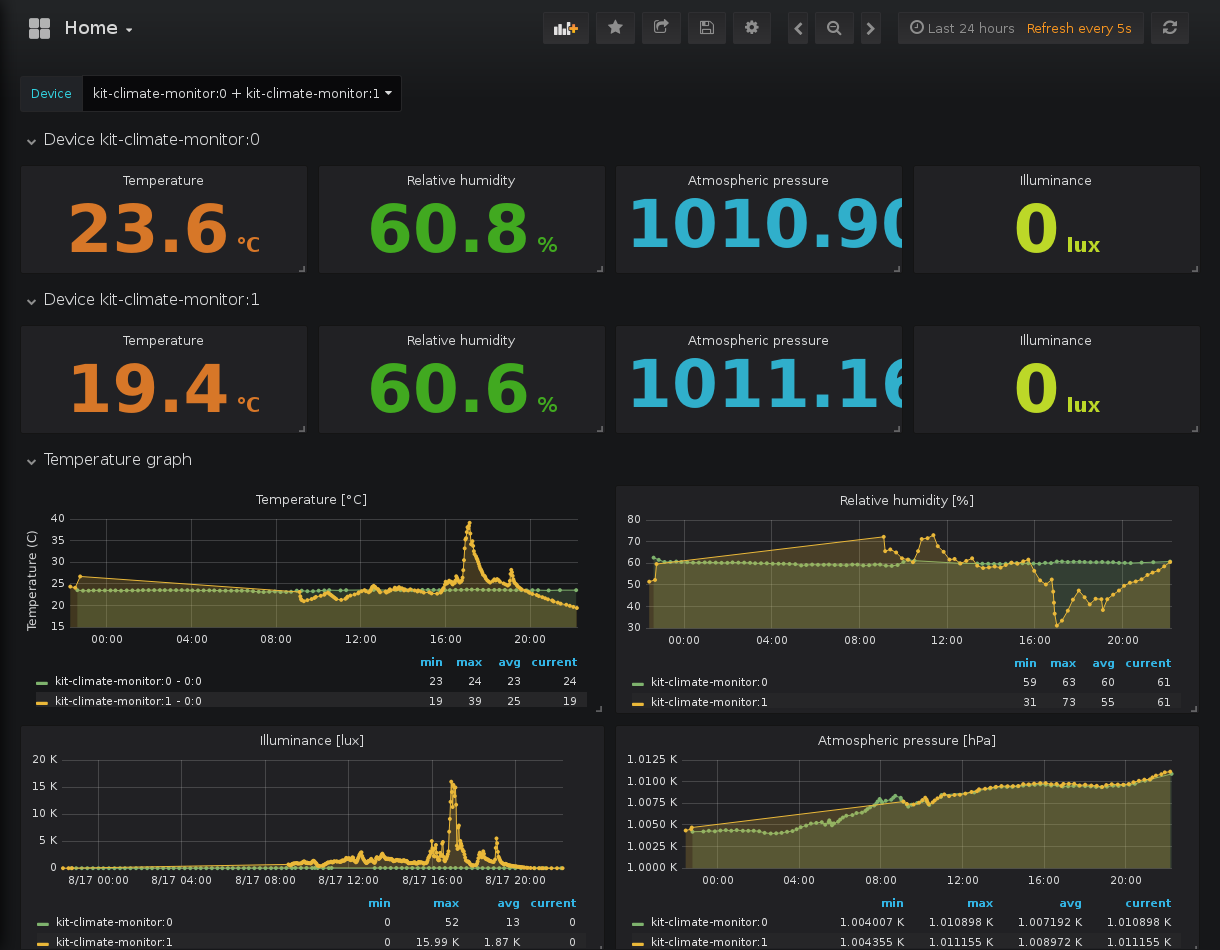 Home
Last 24 hours Refresh every 5s
Device kit-climate-monitor:0 + kit-climate-monitor:1
Device kit-climate-monitor:0
Temperature Relative humidity Atmospheric pressure Illuminance
23.6 °C 60.8 % 1010.90 0 lux
Device kit-climate-monitor:1
Temperature Relative humidity Atmospheric pressure Illuminance
19.4 °C 60.6 % 1011.16 0 lux
Temperature graph
Temperature [°C]
Temperature (C)
40
35
30
25
20
15
00:00 04:00 08:00 12:00 16:00 20:00
min max avg current
kit-climate-monitor:0 - 0:0 23 24 23 24
kit-climate-monitor:1 - 0:0 19 39 25 19
Relative humidity [%]
80
70
60
50
40
30
00:00 04:00 08:00 12:00 16:00 20:00
min max avg current
kit-climate-monitor:0 59 63 60 61
kit-climate-monitor:1 31 73 55 61
Illuminance [lux]
20 K
15 K
10 K
5 K
0
8/17 00:00 8/17 04:00 8/17 08:00 8/17 12:00 8/17 16:00 8/17 20:00
min max avg current
kit-climate-monitor:0 0 52 13 0
kit-climate-monitor:1 0 15.99 K 1.87 K 0
Atmospheric pressure [hPa]
1.0125 K
1.0100 K
1.0075 K
1.0050 K
1.0025 K
1.0000 K
00:00 04:00 08:00 12:00 16:00 20:00
min max avg current
kit-climate-monitor:0 1.004007 K 1.010898 K 1.007192 K 1.010898 K
kit-climate-monitor:1 1.004355 K 1.011155 K 1.008972 K 1.011155 K